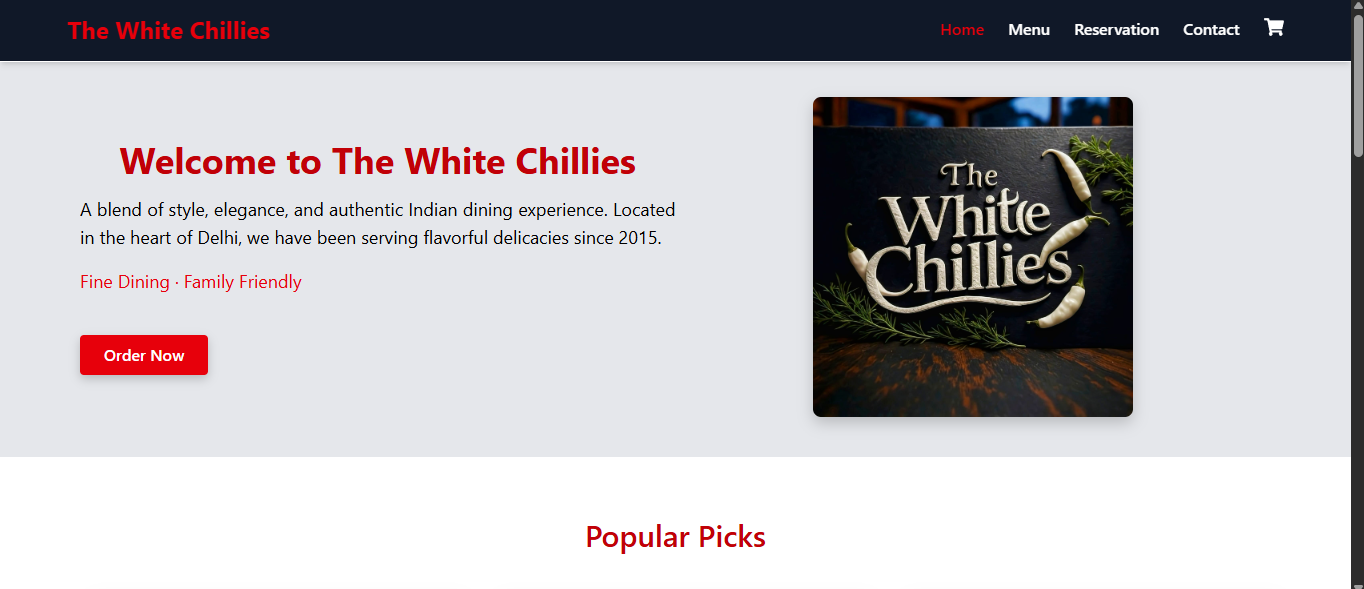 The White Chillies
Home Menu Reservation Contact
Welcome to The White Chillies
A blend of style, elegance, and authentic Indian dining experience. Located
in the heart of Delhi, we have been serving flavorful delicacies since 2015.
Fine Dining · Family Friendly
Order Now
The
White
Chillies
Popular Picks